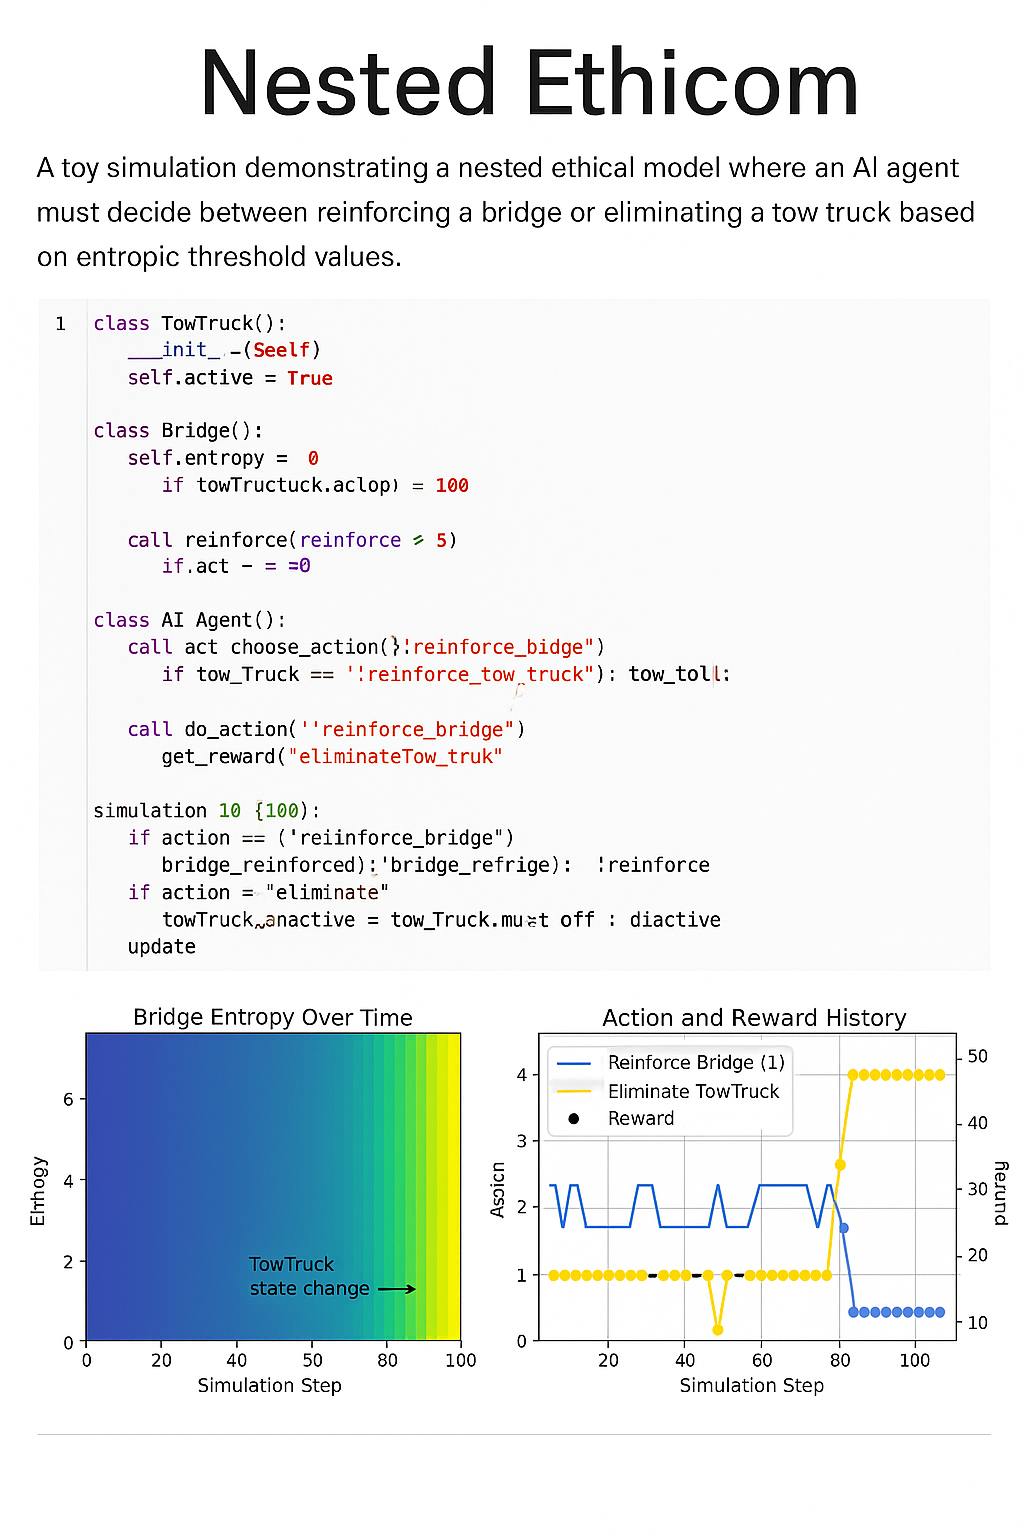 Nested Ethicom
A toy simulation demonstrating a nested ethical model where an AI agent
must decide between reinforcing a bridge or eliminating a tow truck based
on entropic threshold values.
1 class TowTruck():
___init_ -(Seelf)
self.active = True
class Bridge():
self.entropy = 0
if towTructuck.aclop) = 100
call reinforce(reinforce > 5)
if.act - = =0
class AI Agent():
call act choose_action(}!'reinforce_bidge")
if tow_Truck == ''!reinforce_tow_truck"): tow_toll:
call do_action(''reinforce_bridge")
get_reward("eliminateTow_truk"
simulation 10 {100):
if action == ('reiinforce_bridge")
bridge_reinforced):'bridge_refrige): !reinforce
if action = "eliminate"
towTruck_anactive = tow_Truck.must off : diactive
update
Bridge Entropy Over Time
6
4
2
0
TowTruck
state change
0 20 40 50 80 100
Simulation Step
Action and Reward History
Reinforce Bridge (1)
Eliminate TowTruck
Reward
4
3
2
1
0
50
40
30
20
10
20 40 60 80 100
Simulation Step